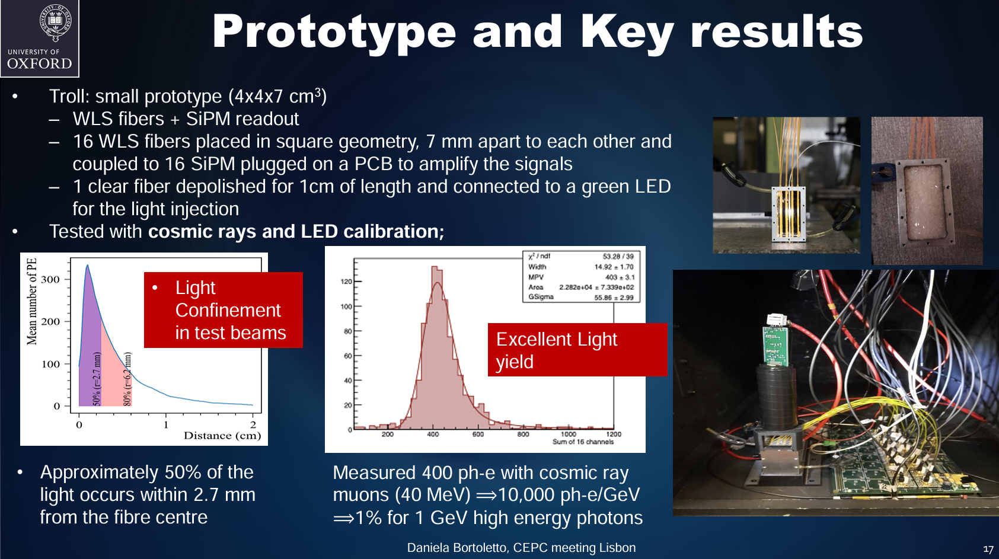 UNIVERSITY OF
OXFORD
Prototype and Key results
• Troll: small prototype (4x4x7 cm³)
– WLS fibers + SiPM readout
– 16 WLS fibers placed in square geometry, 7 mm apart to each other and
coupled to 16 SiPM plugged on a PCB to amplify the signals
– 1 clear fiber depolished for 1cm of length and connected to a green LED
for the light injection
• Tested with cosmic rays and LED calibration;
Mean number of PE
300
200
100
0
50% (r=2.7 mm)
80% (r=6.2 mm)
0 1 2
Distance (cm)
• Light
Confinement
in test beams
χ² / ndf 53.28 / 39
Width 14.92 ± 1.70
MPV 403 ± 3.1
Area 2.282e+04 ± 7.339e+02
GSigma 55.86 ± 2.99
120
100
80
60
40
20
0
200 400 600 800 1000 1200
Sum of 16 channels
Excellent Light
yield
• Approximately 50% of the
light occurs within 2.7 mm
from the fibre centre
Measured 400 ph-e with cosmic ray
muons (40 MeV) ⟹10,000 ph-e/GeV
⟹1% for 1 GeV high energy photons
Daniela Bortoletto, CEPC meeting Lisbon
17